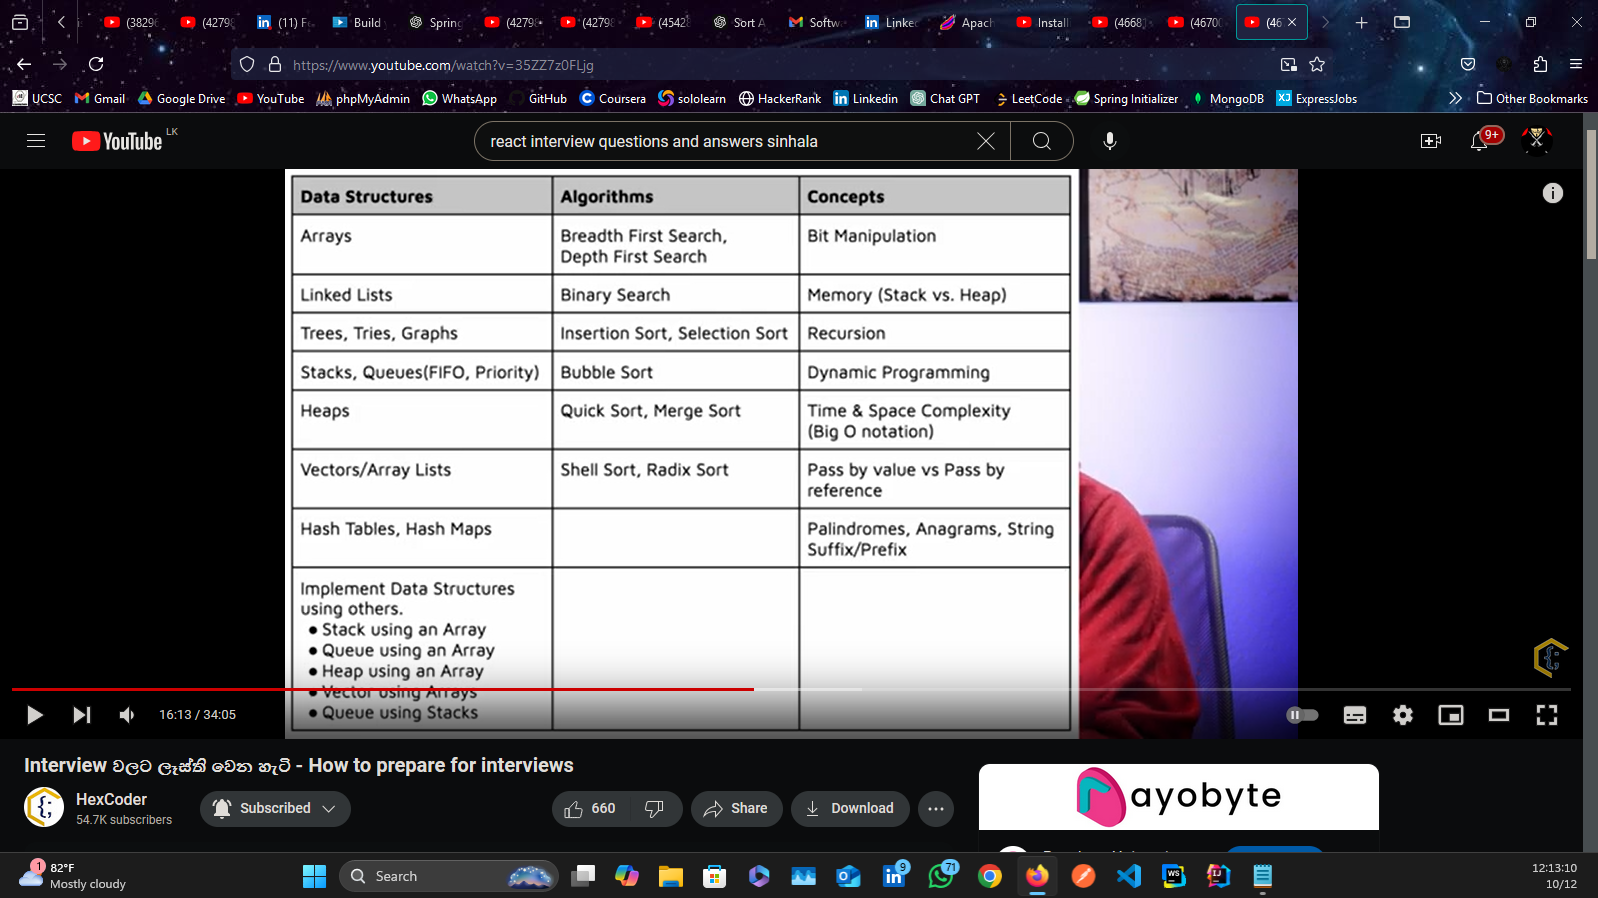 (3829
(4279
(11) F
Build
Spring
(4279
(4279
(4542
Sort A
Softw
Linke
Apach
Install
(4668
(4670
(46
https://www.youtube.com/watch?v=35ZZ7z0FLjg
UCSC Gmail Google Drive YouTube phpMyAdmin WhatsApp GitHub Coursera sololearn HackerRank Linkedin Chat GPT LeetCode Spring Initializer MongoDB ExpressJobs Other Bookmarks
YouTube LK
react interview questions and answers sinhala
9+
Data Structures Algorithms Concepts
Arrays
Breadth First Search,
Depth First Search
Bit Manipulation
Linked Lists Binary Search Memory (Stack vs. Heap)
Trees, Tries, Graphs Insertion Sort, Selection Sort Recursion
Stacks, Queues(FIFO, Priority) Bubble Sort Dynamic Programming
Heaps Quick Sort, Merge Sort
Time & Space Complexity
(Big O notation)
Vectors/Array Lists Shell Sort, Radix Sort
Pass by value vs Pass by
reference
Hash Tables, Hash Maps
Palindromes, Anagrams, String
Suffix/Prefix
Implement Data Structures
using others.
● Stack using an Array
● Queue using an Array
● Heap using an Array
● Vector using Arrays
● Queue using Stacks
16:13 / 34:05
Interview වලට ලෑස්ති වෙන හැටි - How to prepare for interviews
HexCoder
54.7K subscribers
Subscribed
660
Share
Download
rayobyte
1
82°F
Mostly cloudy
Search
9
71
WS
IJ
12:13:10
10/12